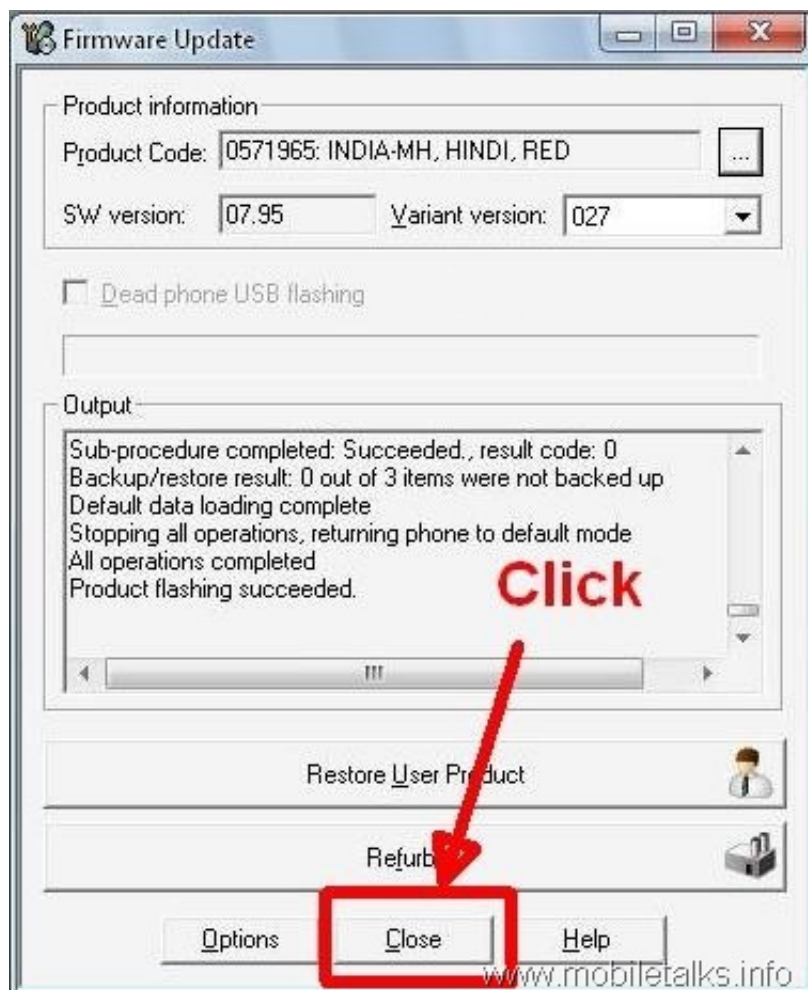 Firmware Update
Product information
Product Code: 0571965: INDIA-MH, HINDI, RED ...
SW version: 07.95 Variant version: 027
Dead phone USB flashing
Output
Sub-procedure completed: Succeeded., result code: 0
Backup/restore result: 0 out of 3 items were not backed up
Default data loading complete
Stopping all operations, returning phone to default mode
All operations completed
Product flashing succeeded.
Click
Restore User Product
Options Close Help
www.mobiletalks.info